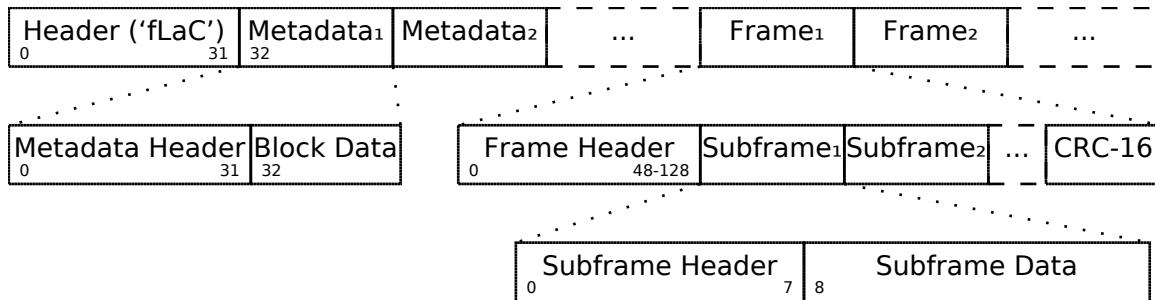 Header (‘fLaC’) Metadata₁ Metadata₂ ... Frame₁ Frame₂ ...
0 31 32
Metadata Header Block Data Frame Header Subframe₁ Subframe₂ ... CRC-16
0 31 32 0 48-128
Subframe Header Subframe Data
0 7 8